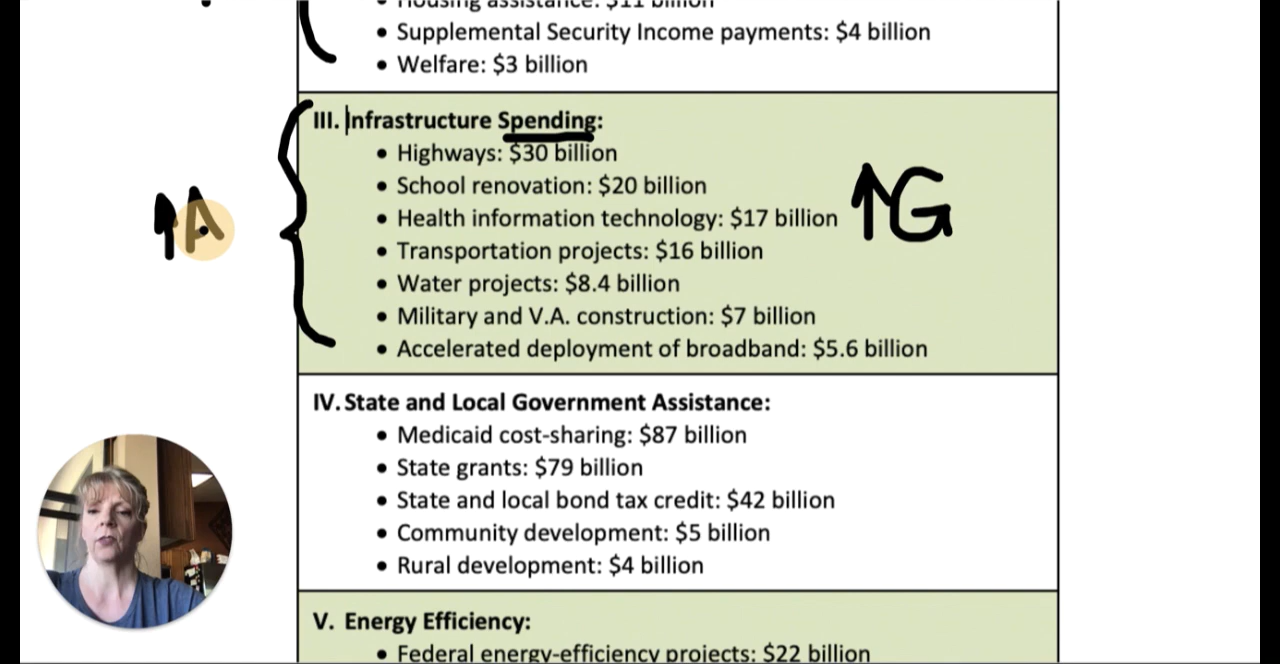 • Housing assistance: $11 billion
• Supplemental Security Income payments: $4 billion
• Welfare: $3 billion
III. Infrastructure Spending:
• Highways: $30 billion
• School renovation: $20 billion
• Health information technology: $17 billion
• Transportation projects: $16 billion
• Water projects: $8.4 billion
• Military and V.A. construction: $7 billion
• Accelerated deployment of broadband: $5.6 billion
↑G
↑A
IV. State and Local Government Assistance:
• Medicaid cost-sharing: $87 billion
• State grants: $79 billion
• State and local bond tax credit: $42 billion
• Community development: $5 billion
• Rural development: $4 billion
V. Energy Efficiency:
• Federal energy-efficiency projects: $22 billion